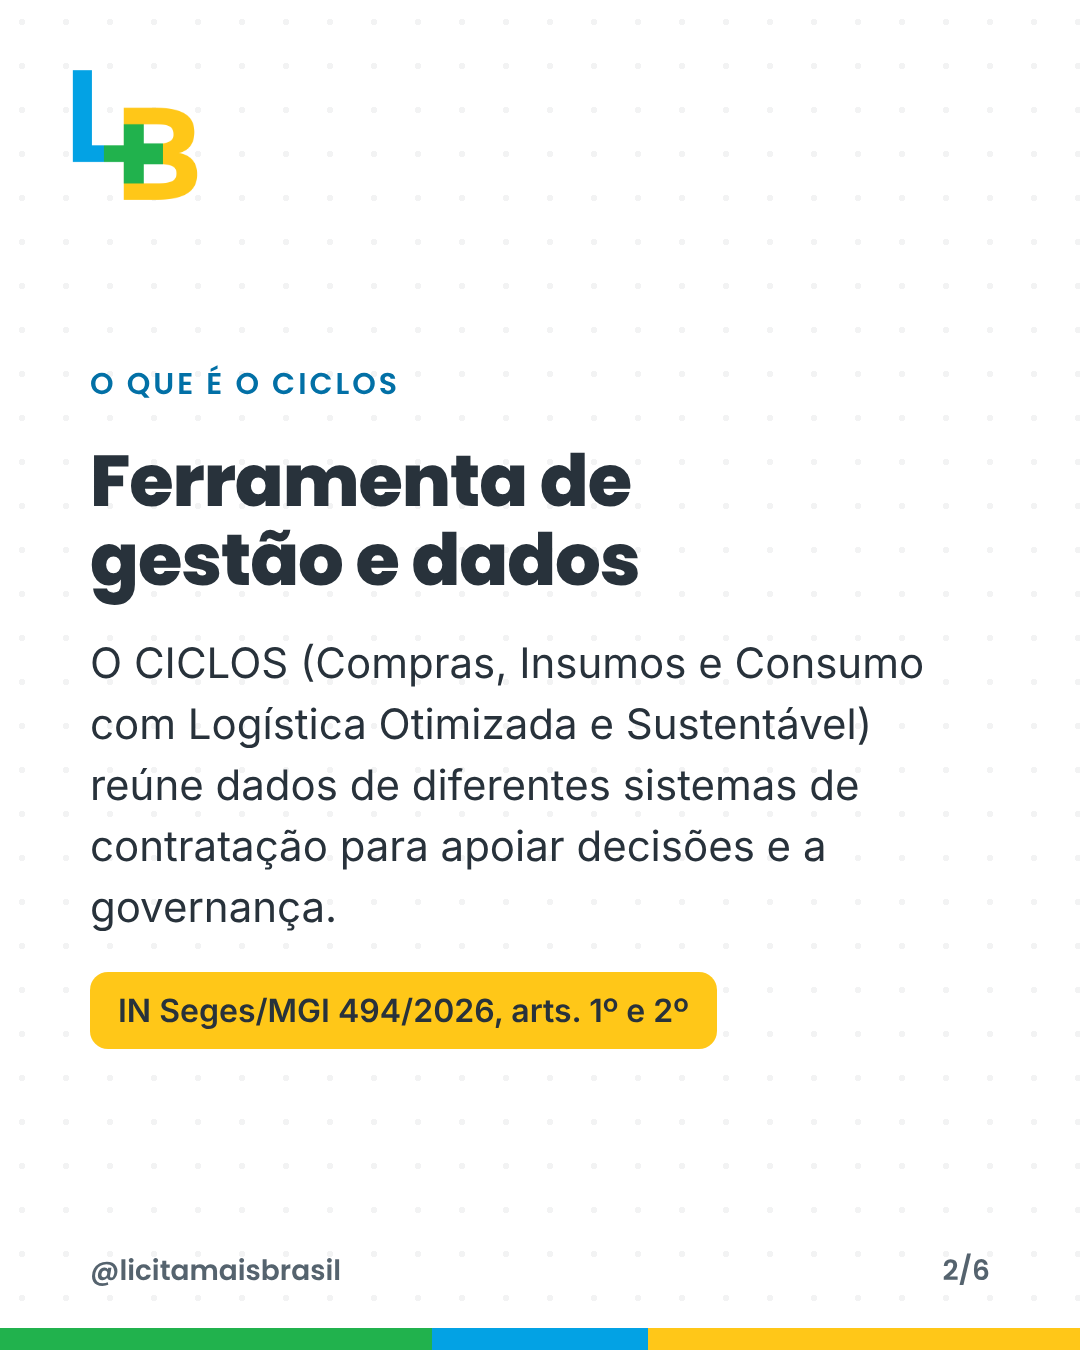 L+B
O QUE É O CICLOS
Ferramenta de
gestão e dados
O CICLOS (Compras, Insumos e Consumo
com Logística Otimizada e Sustentável)
reúne dados de diferentes sistemas de
contratação para apoiar decisões e a
governança.
IN Seges/MGI 494/2026, arts. 1º e 2º
@licitamaisbrasil
2/6